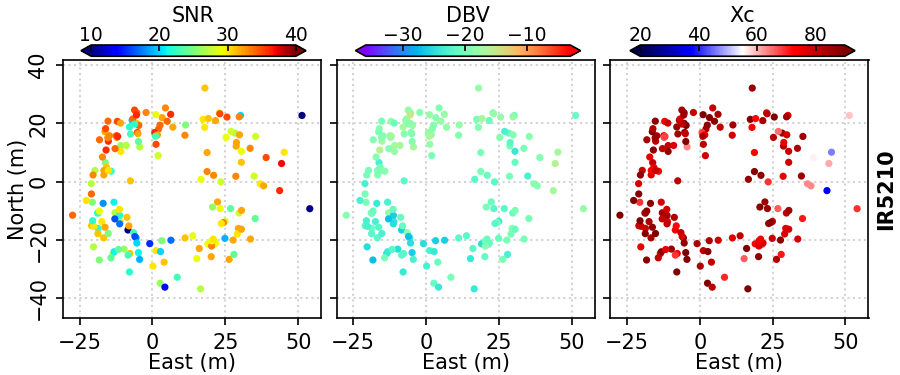 SNR DBV Xc
10 20 30 40 −30 −20 −10 20 40 60 80
40
20
0
−20
−40
North (m)
−25 0 25 50 −25 0 25 50 −25 0 25 50
East (m) East (m) East (m)
IR5210